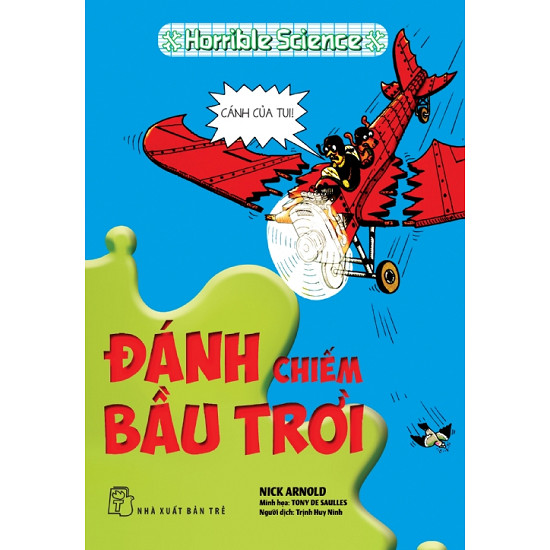 Horrible Science
CÁNH CỦA TUI!
ĐÁNH CHIẾM
BẦU TRỜI
NICK ARNOLD
Minh họa: TONY DE SAULLES
Người dịch: Trịnh Huy Ninh
NHÀ XUẤT BẢN TRẺ